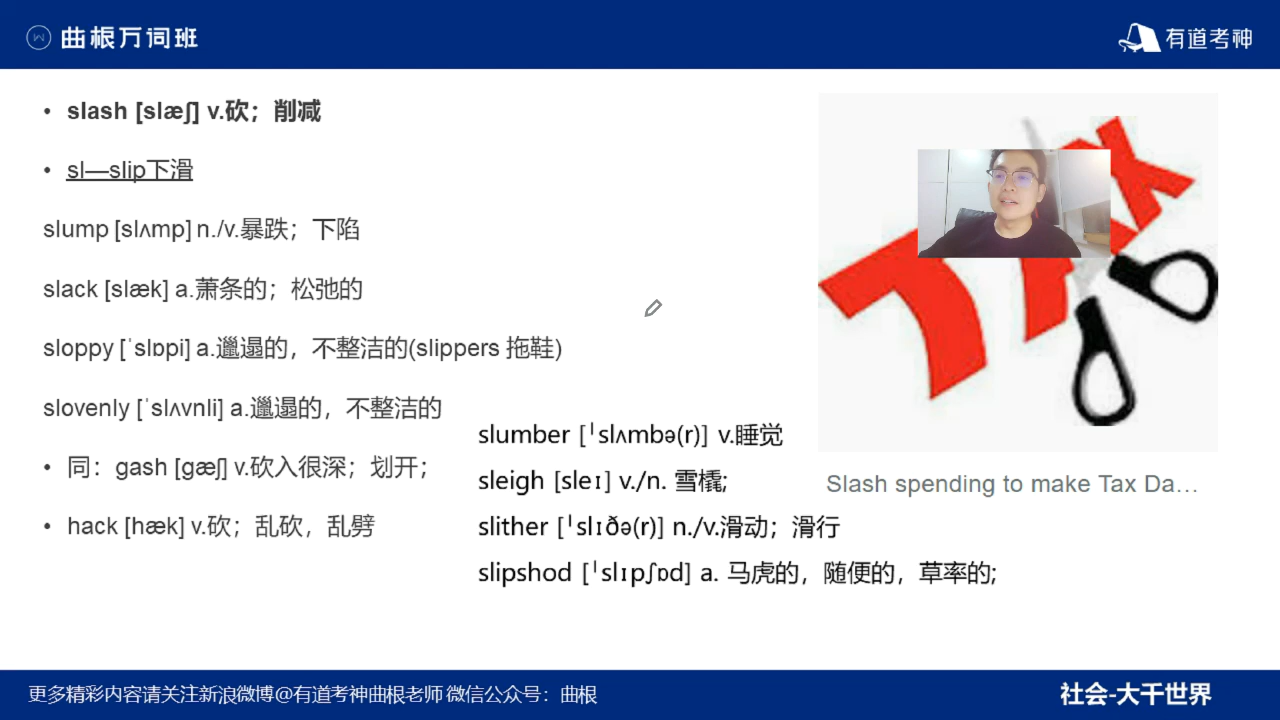 曲根万词班
有道考神
slash [slæʃ] v.砍；削减
sl—slip下滑
slump [slʌmp] n./v.暴跌；下陷
slack [slæk] a.萧条的；松弛的
sloppy [ˈslɒpi] a.邋遢的，不整洁的(slippers 拖鞋)
slovenly [ˈslʌvnli] a.邋遢的，不整洁的
同：gash [gæʃ] v.砍入很深；划开；
hack [hæk] v.砍；乱砍，乱劈
slumber [ˈslʌmbə(r)] v.睡觉
sleigh [sleɪ] v./n. 雪橇;
slither [ˈslɪðə(r)] n./v.滑动；滑行
slipshod [ˈslɪpʃɒd] a. 马虎的，随便的，草率的;
Slash spending to make Tax Da…
更多精彩内容请关注新浪微博@有道考神曲根老师 微信公众号：曲根
社会-大千世界